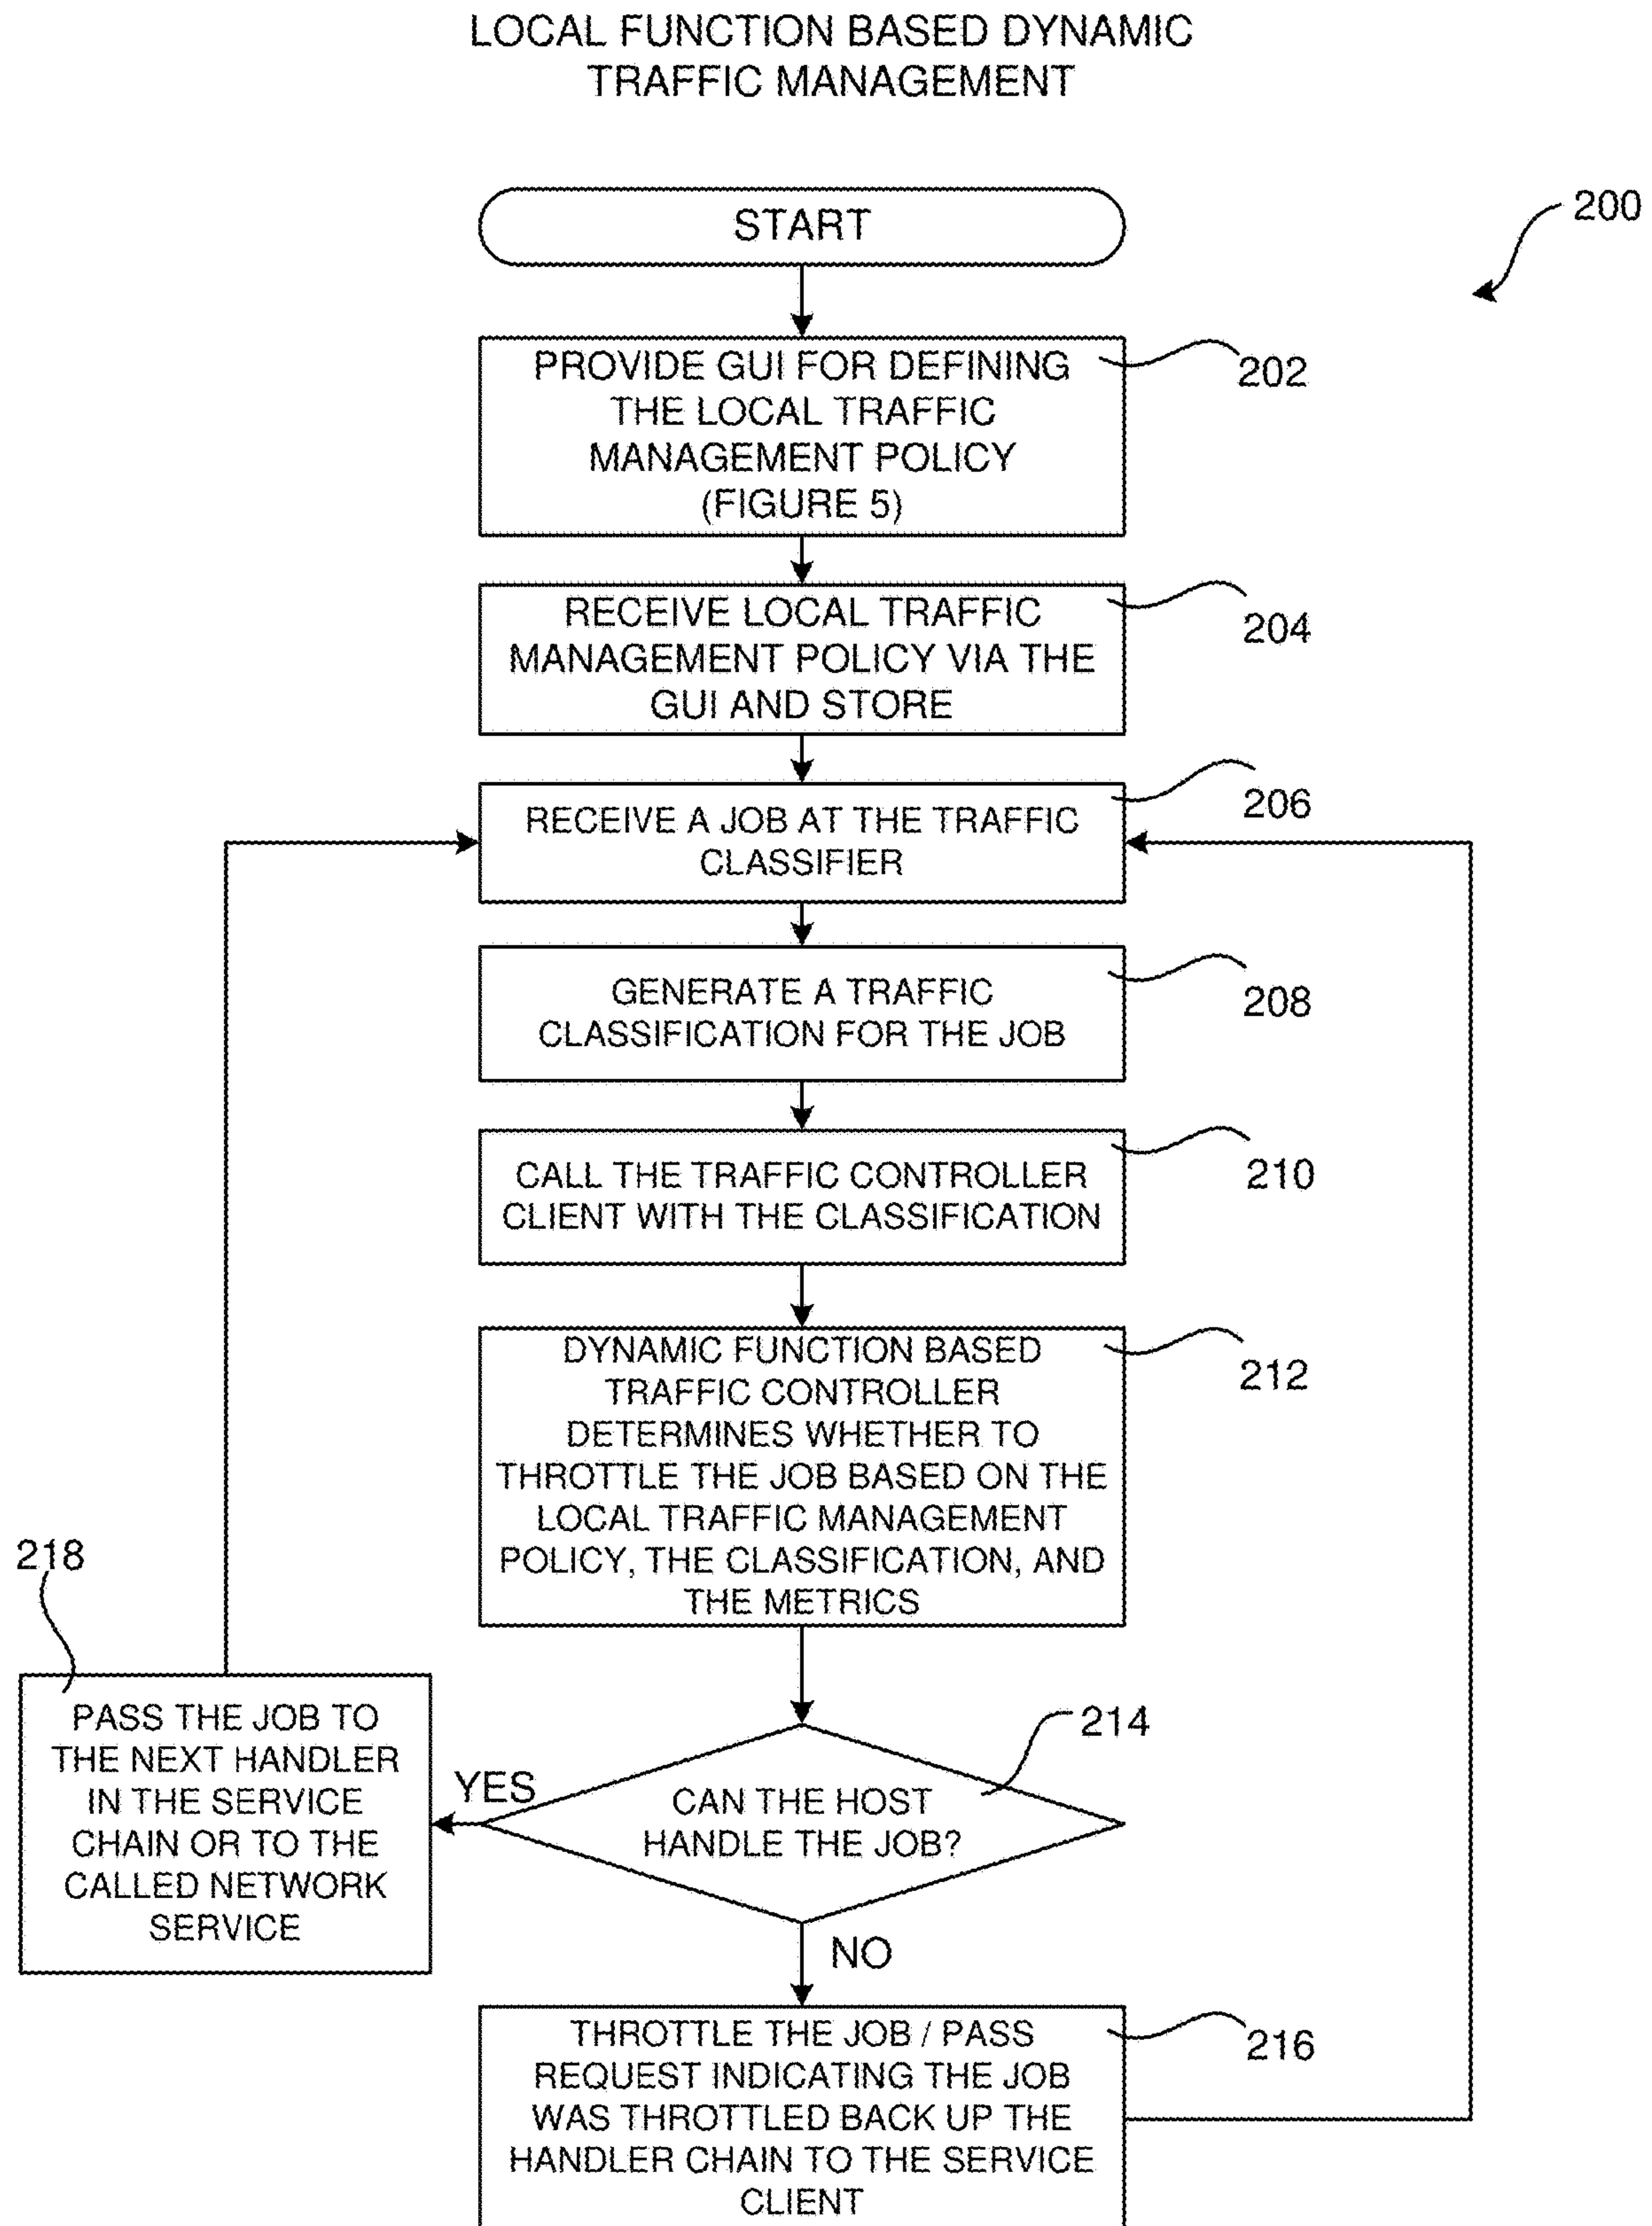 LOCAL FUNCTION BASED DYNAMIC
TRAFFIC MANAGEMENT
START
200
PROVIDE GUI FOR DEFINING
THE LOCAL TRAFFIC
MANAGEMENT POLICY
(FIGURE 5)
202
RECEIVE LOCAL TRAFFIC
MANAGEMENT POLICY VIA THE
GUI AND STORE
204
RECEIVE A JOB AT THE TRAFFIC
CLASSIFIER
206
GENERATE A TRAFFIC
CLASSIFICATION FOR THE JOB
208
CALL THE TRAFFIC CONTROLLER
CLIENT WITH THE CLASSIFICATION
210
DYNAMIC FUNCTION BASED
TRAFFIC CONTROLLER
DETERMINES WHETHER TO
THROTTLE THE JOB BASED ON THE
LOCAL TRAFFIC MANAGEMENT
POLICY, THE CLASSIFICATION, AND
THE METRICS
212
218
PASS THE JOB TO
THE NEXT HANDLER
IN THE SERVICE
CHAIN OR TO THE
CALLED NETWORK
SERVICE
YES
CAN THE HOST
HANDLE THE JOB?
214
NO
THROTTLE THE JOB / PASS
REQUEST INDICATING THE JOB
WAS THROTTLED BACK UP THE
HANDLER CHAIN TO THE SERVICE
CLIENT
216